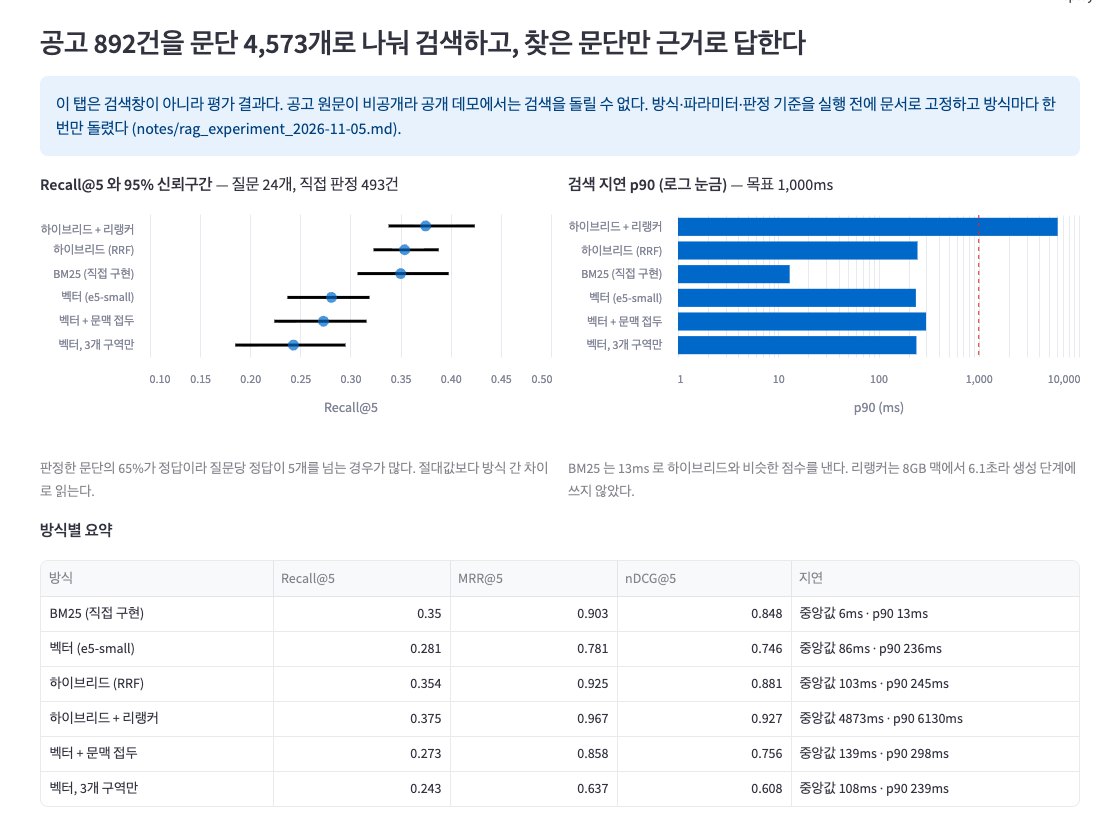 공고 892건을 문단 4,573개로 나눠 검색하고, 찾은 문단만 근거로 답한다
이 탭은 검색창이 아니라 평가 결과다. 공고 원문이 비공개라 공개 데모에서는 검색을 돌릴 수 없다. 방식·파라미터·판정 기준을 실행 전에 문서로 고정하고 방식마다 한
번만 돌렸다 (notes/rag_experiment_2026-11-05.md).
Recall@5 와 95% 신뢰구간 — 질문 24개, 직접 판정 493건
하이브리드 + 리랭커
하이브리드 (RRF)
BM25 (직접 구현)
벡터 (e5-small)
벡터 + 문맥 접두
벡터, 3개 구역만
0.10 0.15 0.20 0.25 0.30 0.35 0.40 0.45 0.50
Recall@5
판정한 문단의 65%가 정답이라 질문당 정답이 5개를 넘는 경우가 많다. 절대값보다 방식 간 차이
로 읽는다.
검색 지연 p90 (로그 눈금) — 목표 1,000ms
하이브리드 + 리랭커
하이브리드 (RRF)
BM25 (직접 구현)
벡터 (e5-small)
벡터 + 문맥 접두
벡터, 3개 구역만
1 10 100 1,000 10,000
p90 (ms)
BM25 는 13ms 로 하이브리드와 비슷한 점수를 낸다. 리랭커는 8GB 맥에서 6.1초라 생성 단계에
쓰지 않았다.
방식별 요약
방식 Recall@5 MRR@5 nDCG@5 지연
BM25 (직접 구현) 0.35 0.903 0.848 중앙값 6ms · p90 13ms
벡터 (e5-small) 0.281 0.781 0.746 중앙값 86ms · p90 236ms
하이브리드 (RRF) 0.354 0.925 0.881 중앙값 103ms · p90 245ms
하이브리드 + 리랭커 0.375 0.967 0.927 중앙값 4873ms · p90 6130ms
벡터 + 문맥 접두 0.273 0.858 0.756 중앙값 139ms · p90 298ms
벡터, 3개 구역만 0.243 0.637 0.608 중앙값 108ms · p90 239ms